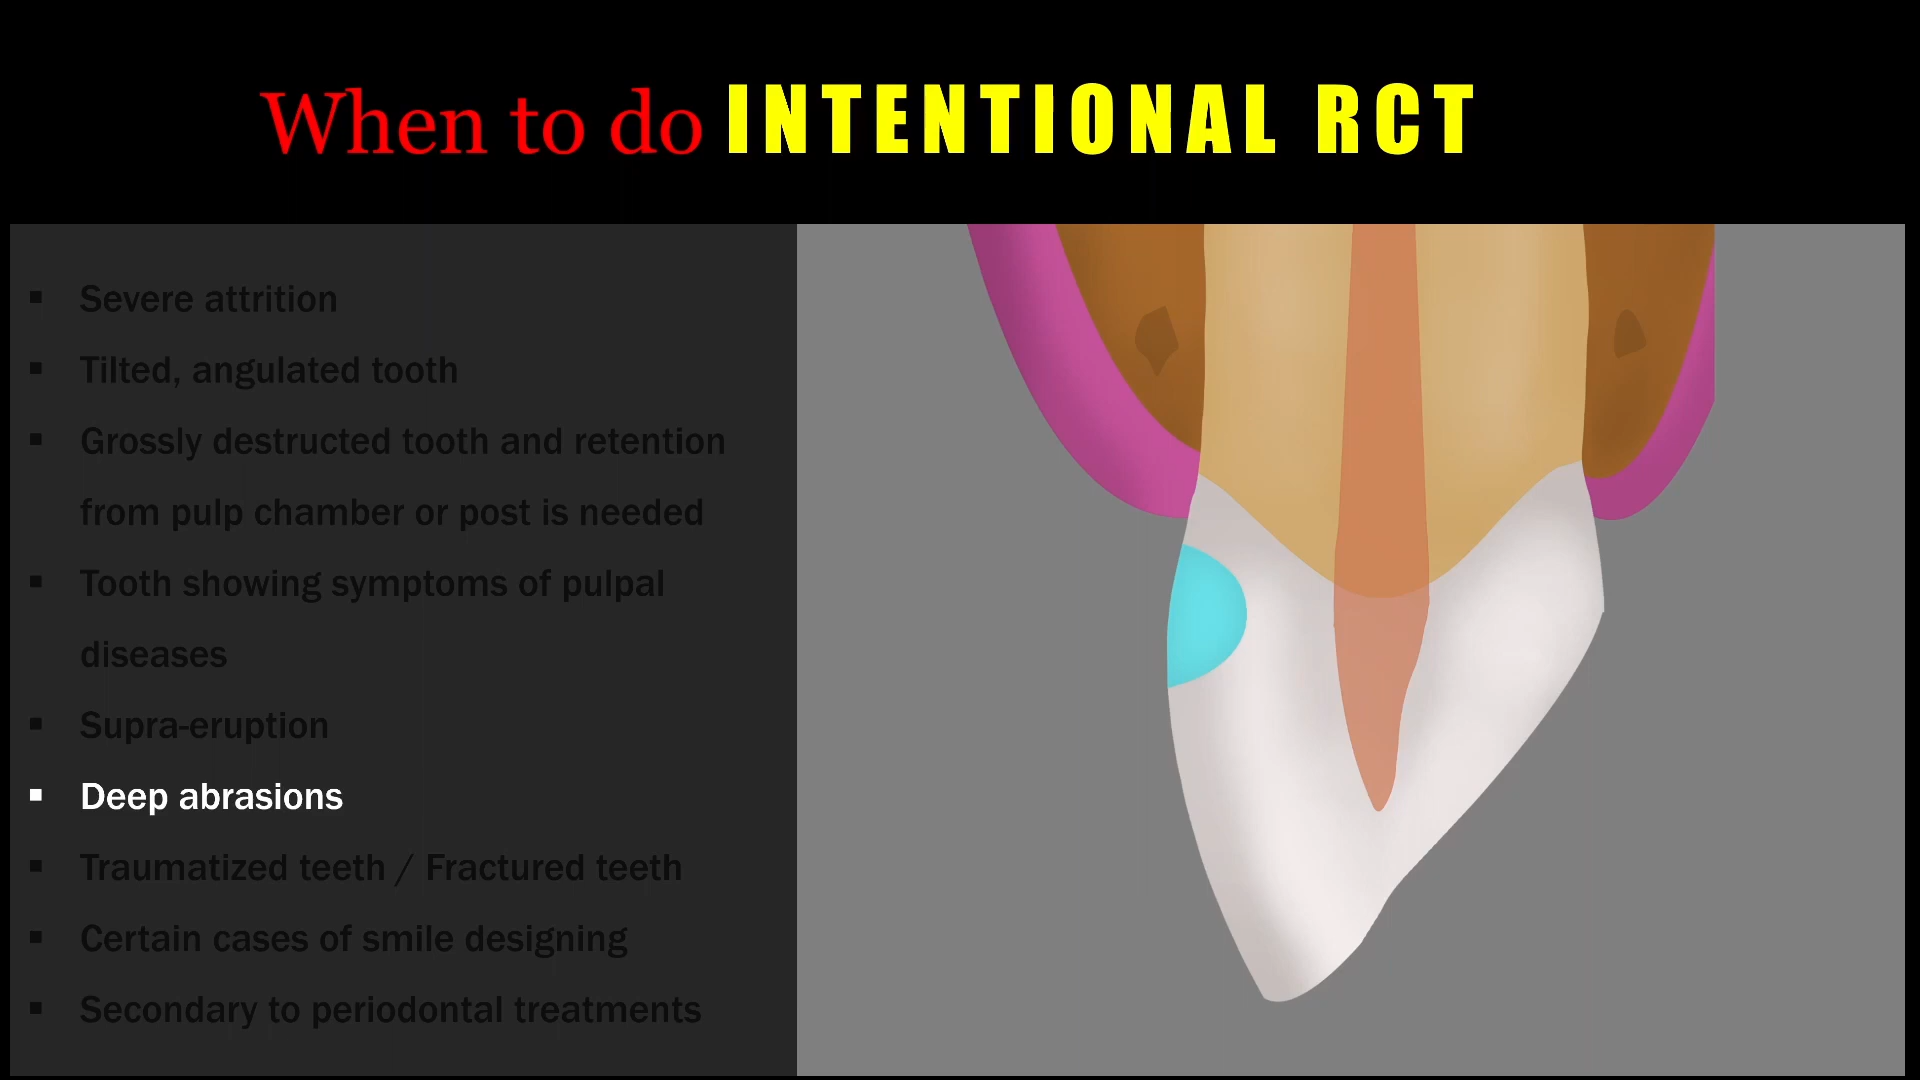 When to do INTENTIONAL RCT
▪ Severe attrition
▪ Tilted, angulated tooth
▪ Grossly destructed tooth and retention
from pulp chamber or post is needed
▪ Tooth showing symptoms of pulpal
diseases
▪ Supra-eruption
▪ Deep abrasions
▪ Traumatized teeth / Fractured teeth
▪ Certain cases of smile designing
▪ Secondary to periodontal treatments